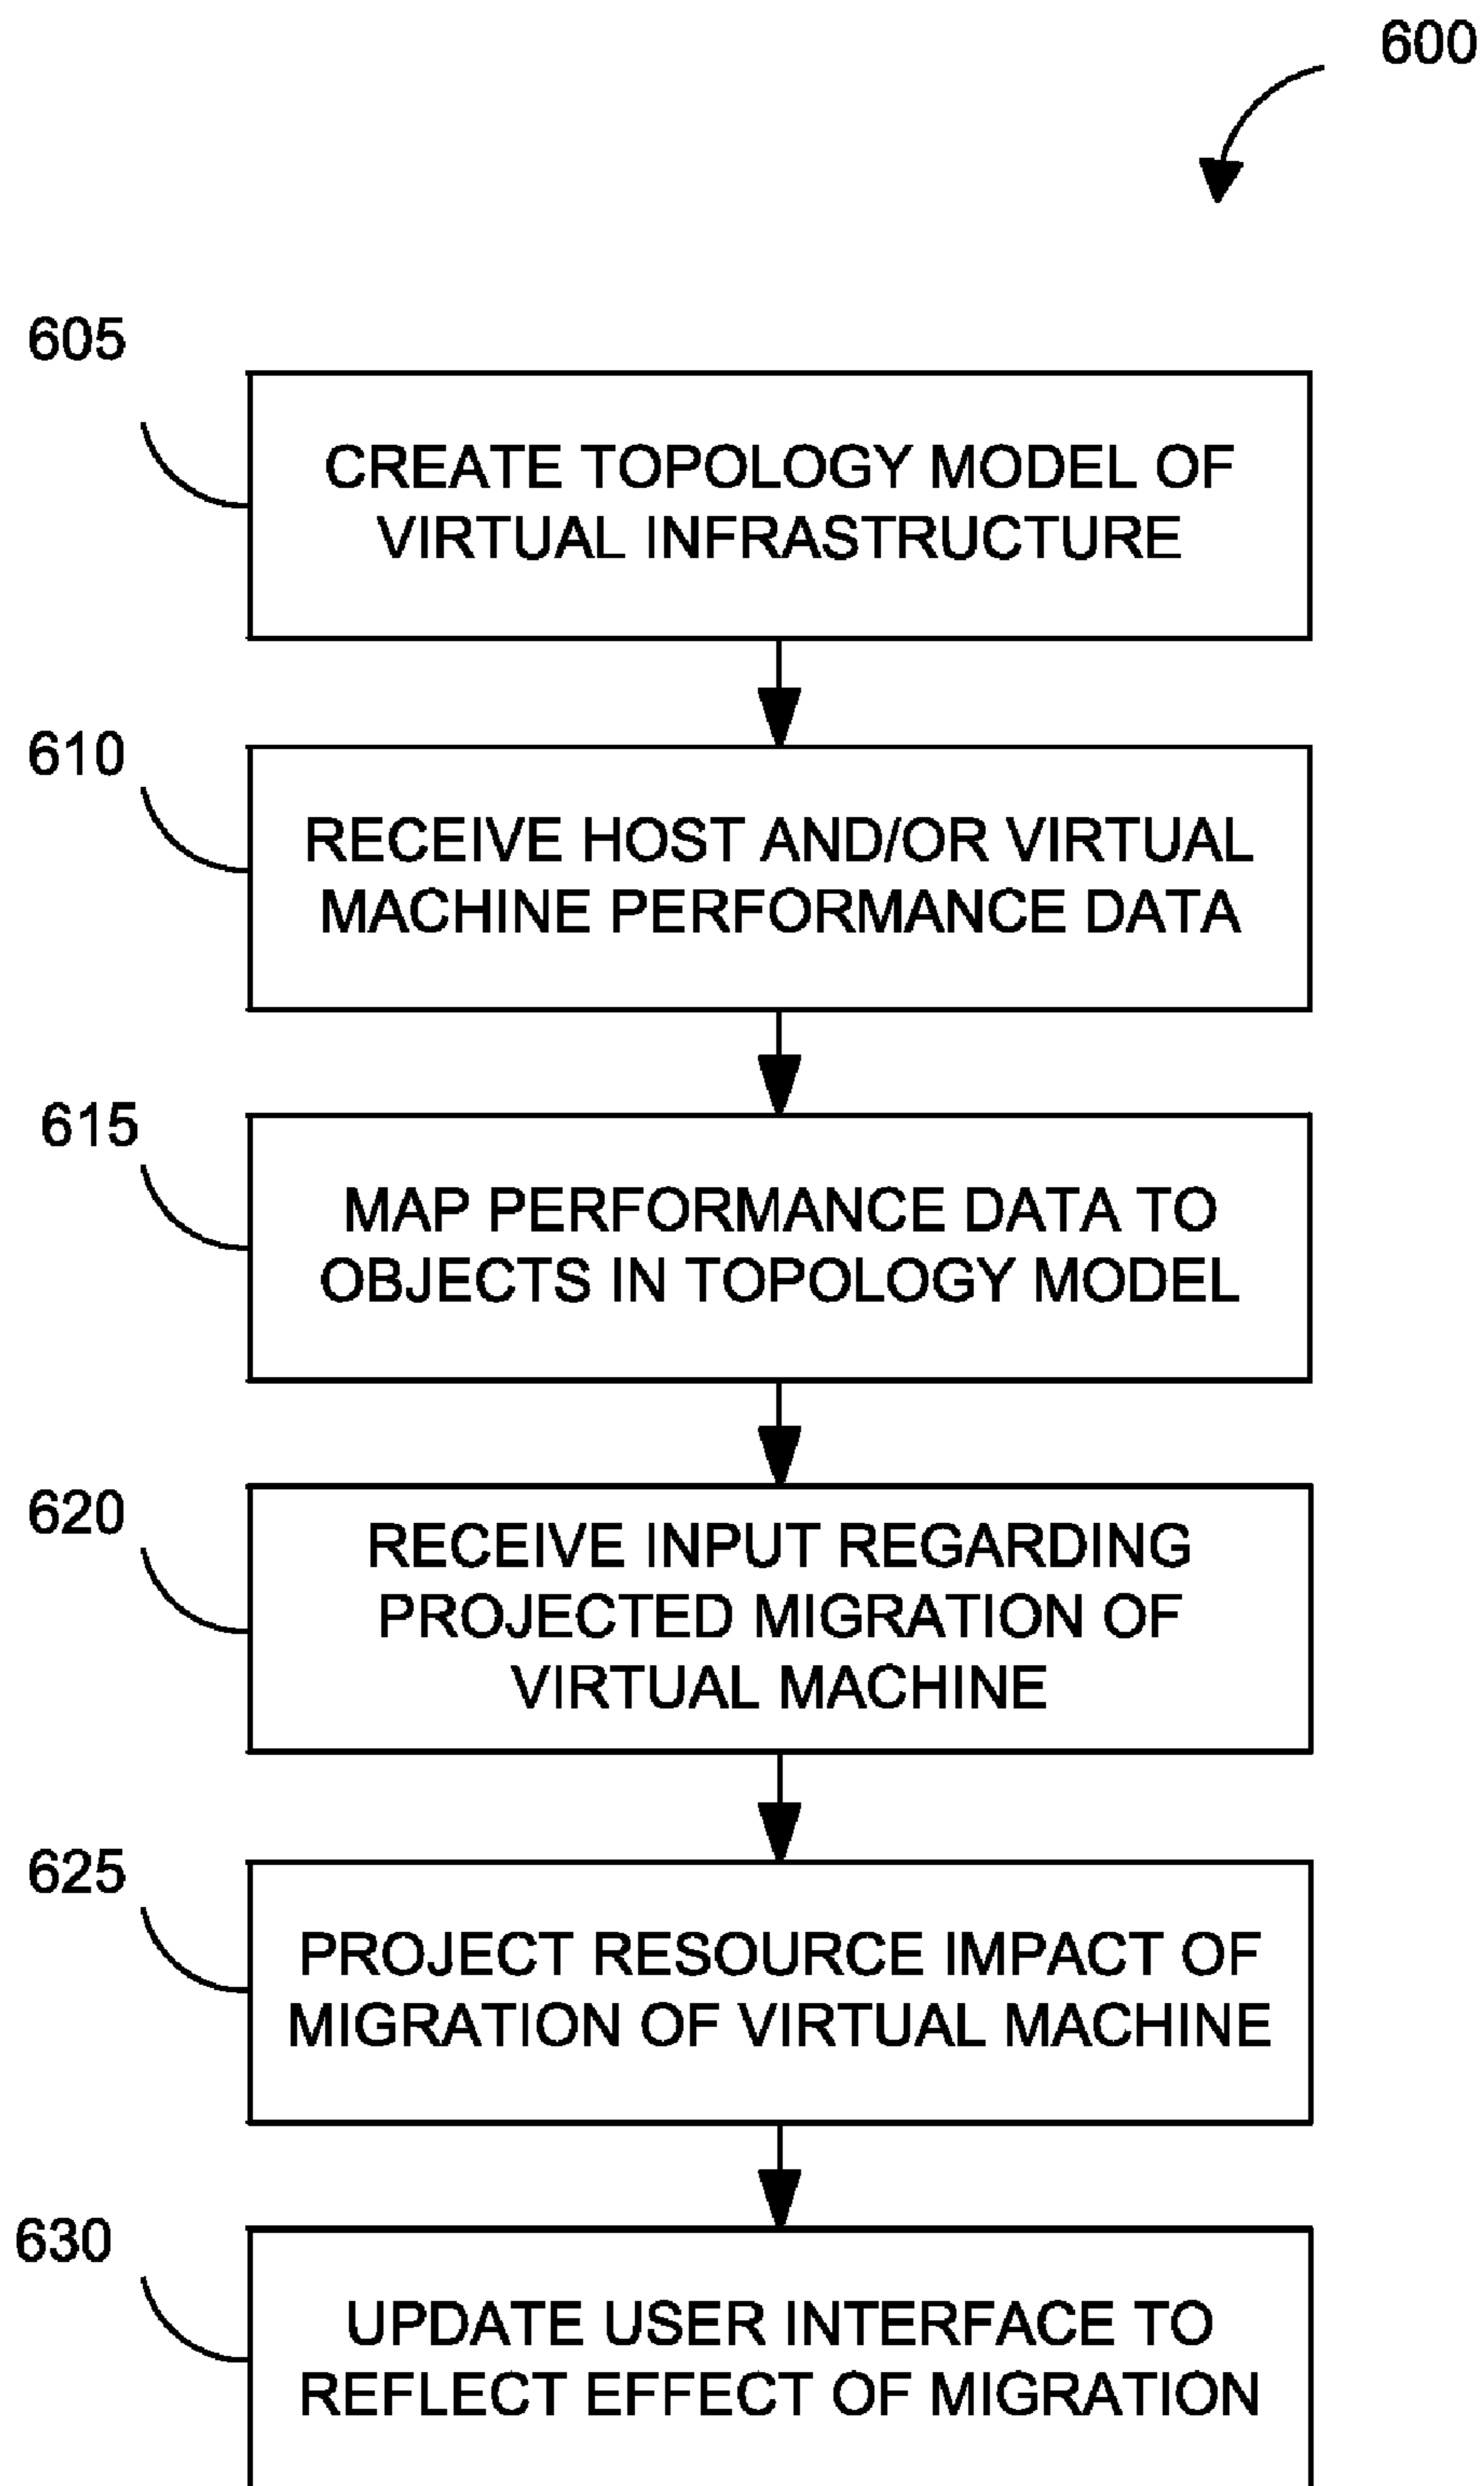 600
605
CREATE TOPOLOGY MODEL OF
VIRTUAL INFRASTRUCTURE
610
RECEIVE HOST AND/OR VIRTUAL
MACHINE PERFORMANCE DATA
615
MAP PERFORMANCE DATA TO
OBJECTS IN TOPOLOGY MODEL
620
RECEIVE INPUT REGARDING
PROJECTED MIGRATION OF
VIRTUAL MACHINE
625
PROJECT RESOURCE IMPACT OF
MIGRATION OF VIRTUAL MACHINE
630
UPDATE USER INTERFACE TO
REFLECT EFFECT OF MIGRATION